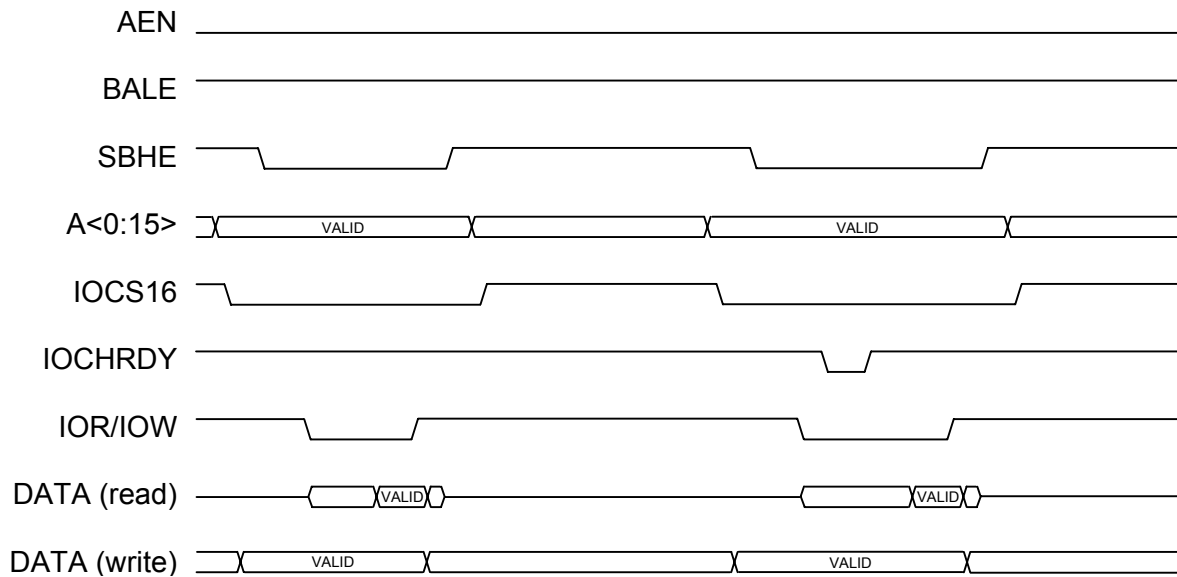 AEN
BALE
SBHE
A<0:15> VALID VALID
IOCS16
IOCHRDY
IOR/IOW
DATA (read) VALID VALID
DATA (write) VALID VALID